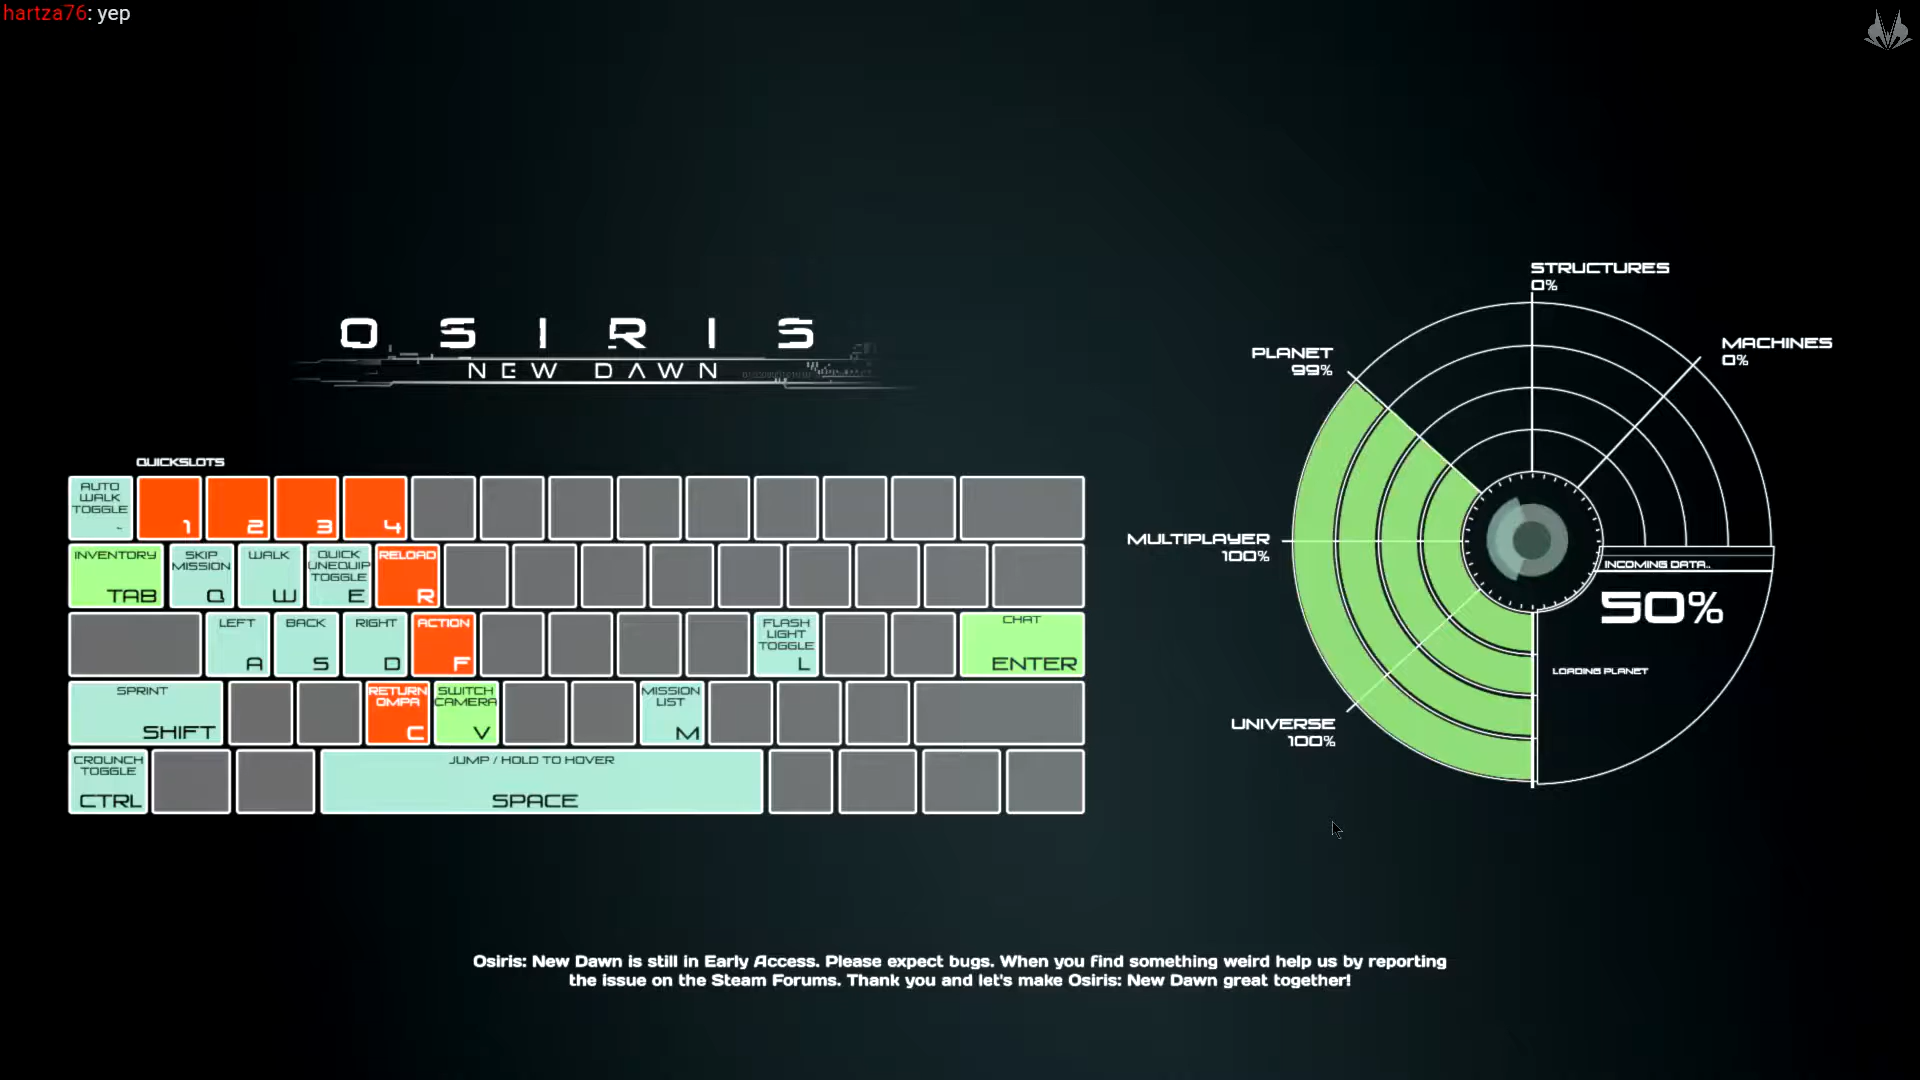 hartza76: yep
STRUCTURES
0%
MACHINES
0%
PLANET
99%
OSIRIS
NEW DAWN
QUICKSLOTS
AUTO
WALK
TOGGLE
~
1
2
3
4
INVENTORY
TAB
SKIP
MISSION
Q
WALK
W
QUICK
UNEQUIP
TOGGLE
E
RELOAD
R
LEFT
A
BACK
S
RIGHT
D
ACTION
F
FLASH
LIGHT
TOGGLE
L
CHAT
ENTER
SPRINT
SHIFT
RETURN
OMPA
C
SWITCH
CAMERA
V
MISSION
LIST
M
CROUNCH
TOGGLE
CTRL
JUMP / HOLD TO HOVER
SPACE
MULTIPLAYER
100%
INCOMING DATA..
50%
LOADING PLANET
UNIVERSE
100%
Osiris: New Dawn is still in Early Access. Please expect bugs. When you find something weird help us by reporting
the issue on the Steam Forums. Thank you and let's make Osiris: New Dawn great together!